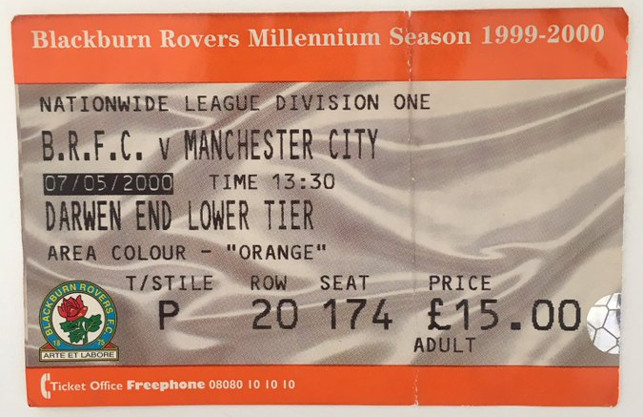 Blackburn Rovers Millennium Season 1999-2000
NATIONWIDE LEAGUE DIVISION ONE
B.R.F.C. v MANCHESTER CITY
07/05/2000 TIME 13:30
DARWEN END LOWER TIER
AREA COLOUR - "ORANGE"
T/STILE ROW SEAT PRICE
P 20 174 £15.00
ADULT
BLACKBURN ROVERS F.C.
18 75
ARTE ET LABORE
Ticket Office Freephone 08080 10 10 10